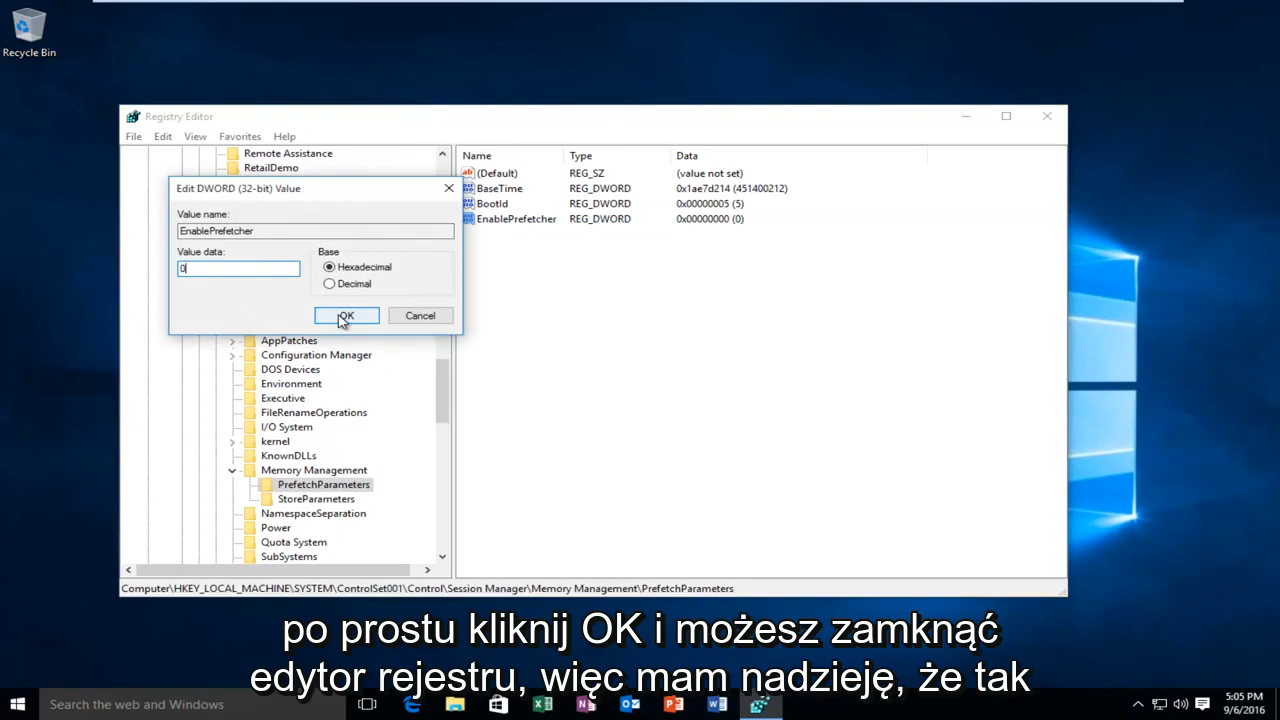 Recycle Bin
Registry Editor
File Edit View Favorites Help
Remote Assistance
RetailDemo
Edit DWORD (32-bit) Value
Value name:
EnablePrefetcher
Value data:
0
Base
Hexadecimal
Decimal
OK
Cancel
AppPatches
Configuration Manager
DOS Devices
Environment
Executive
FileRenameOperations
I/O System
kernel
KnownDLLs
Memory Management
PrefetchParameters
StoreParameters
NamespaceSeparation
Power
Quota System
SubSystems
Name Type Data
(Default) REG_SZ (value not set)
BaseTime REG_DWORD 0x1ae7d214 (451400212)
BootId REG_DWORD 0x00000005 (5)
EnablePrefetcher REG_DWORD 0x00000000 (0)
Computer\HKEY_LOCAL_MACHINE\SYSTEM\ControlSet001\Control\Session Manager\Memory Management\PrefetchParameters
po prostu kliknij OK i możesz zamknąć
edytor rejestru, więc mam nadzieję, że tak
Search the web and Windows
5:05 PM
9/6/2016